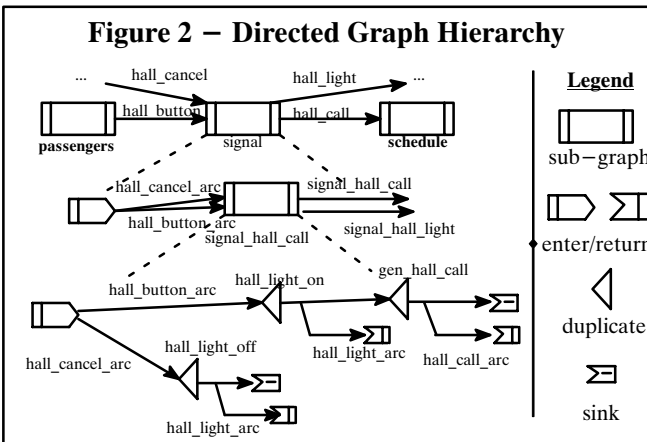 Figure 2 − Directed Graph Hierarchy
... hall_cancel hall_light ...
hall_button hall_call
passengers signal schedule
hall_cancel_arc signal_hall_call
hall_button_arc
signal_hall_call signal_hall_light
hall_button_arc hall_light_on gen_hall_call
hall_cancel_arc hall_light_off hall_light_arc hall_call_arc
hall_light_arc
Legend
sub−graph
enter/return
duplicate
sink